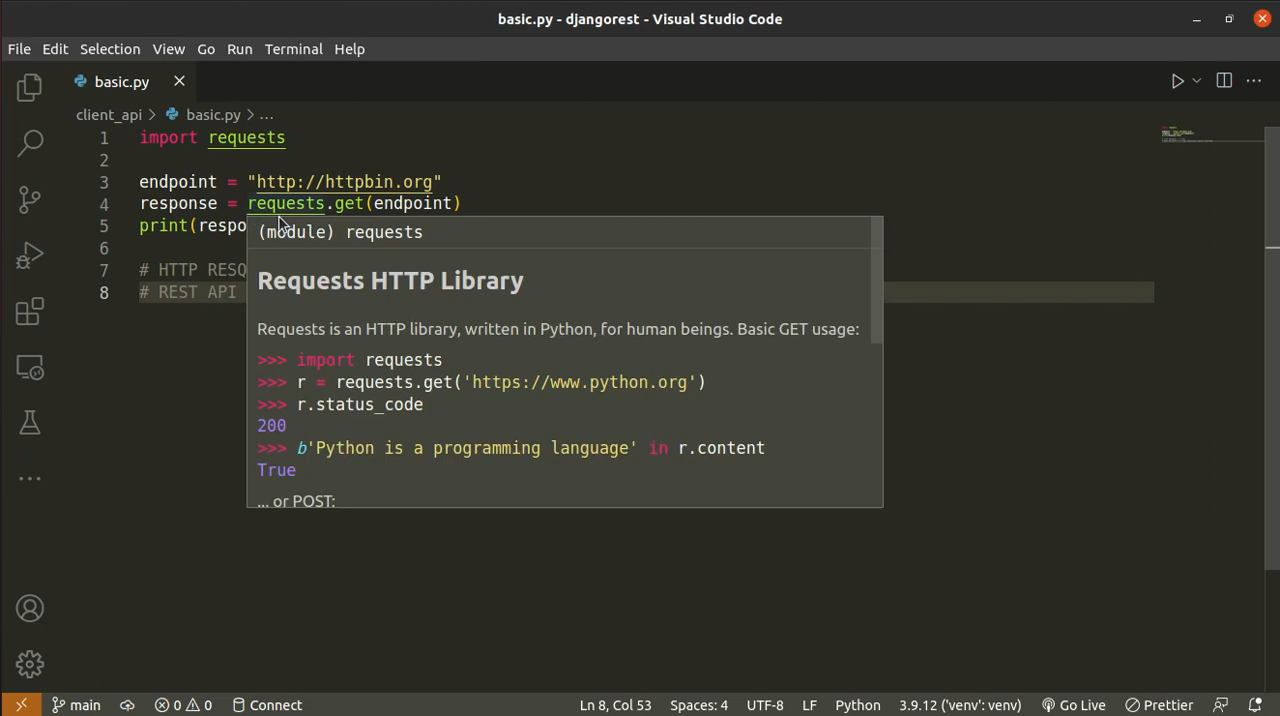 basic.py - djangorest - Visual Studio Code
File Edit Selection View Go Run Terminal Help
basic.py
client_api > basic.py > ...
1 import requests
2
3 endpoint = "http://httpbin.org"
4 response = requests.get(endpoint)
5 print(respo
6
7 # HTTP RESQ
8 # REST API
(module) requests
Requests HTTP Library
Requests is an HTTP library, written in Python, for human beings. Basic GET usage:
>>> import requests
>>> r = requests.get('https://www.python.org')
>>> r.status_code
200
>>> b'Python is a programming language' in r.content
True
... or POST:
main 0 0 Connect Ln 8, Col 53 Spaces: 4 UTF-8 LF Python 3.9.12 ('venv': venv) Go Live Prettier